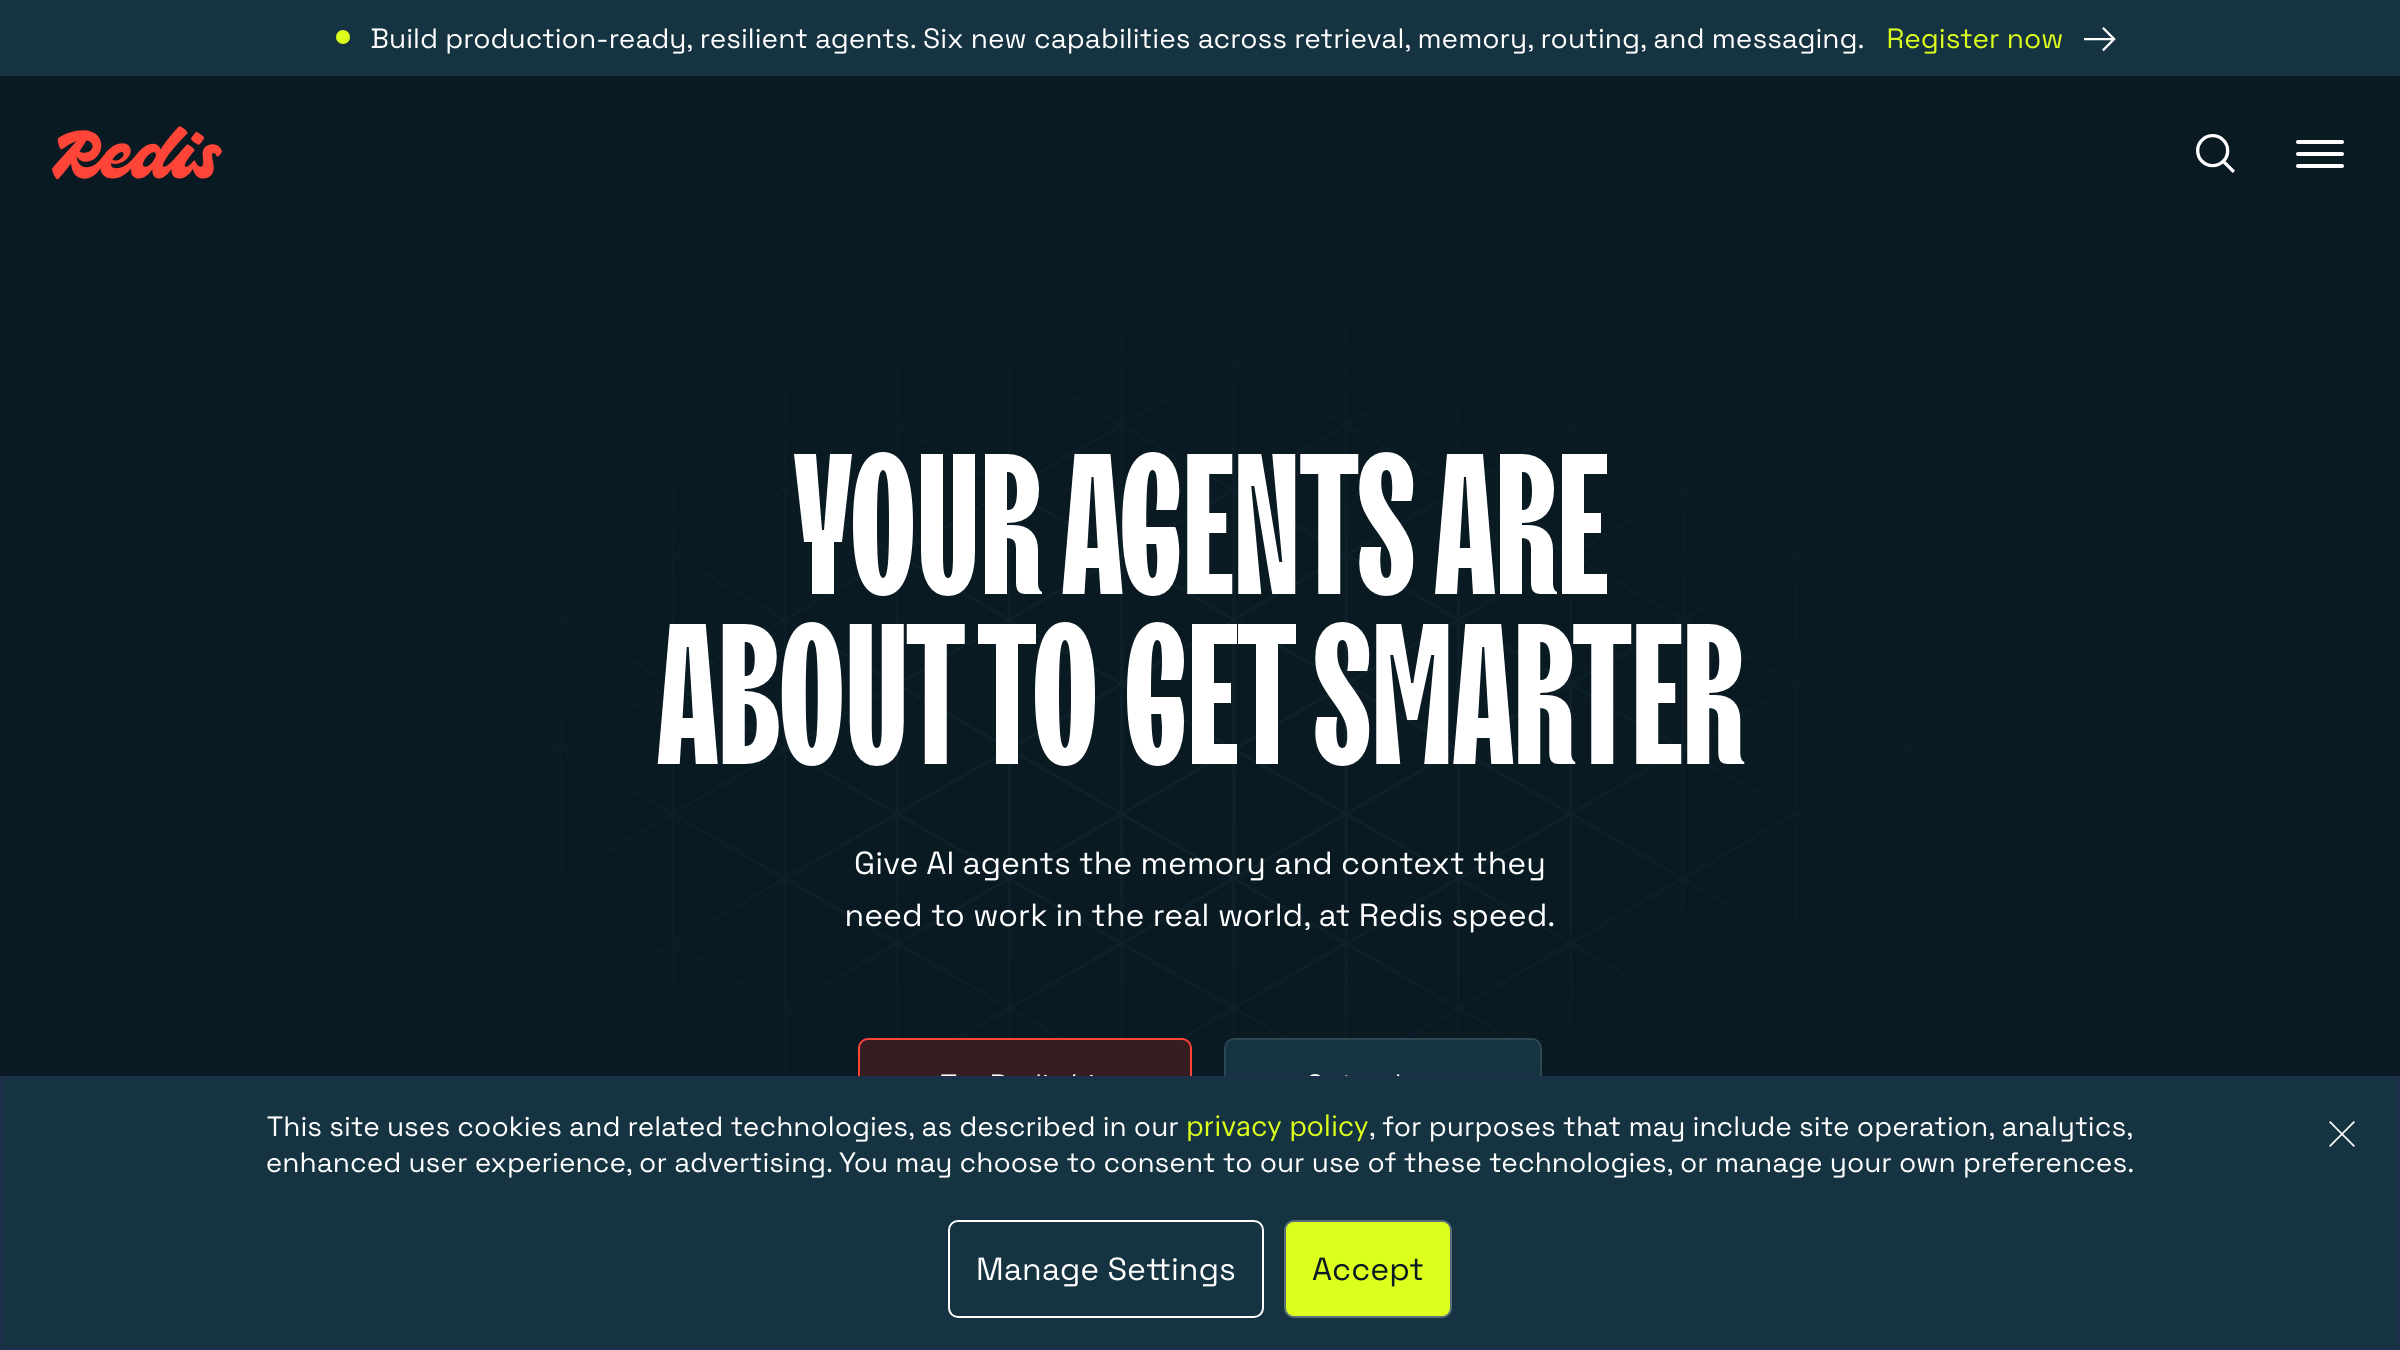 Build production-ready, resilient agents. Six new capabilities across retrieval, memory, routing, and messaging. Register now
Redis
YOUR AGENTS ARE
ABOUT TO GET SMARTER
Give AI agents the memory and context they
need to work in the real world, at Redis speed.
This site uses cookies and related technologies, as described in our privacy policy, for purposes that may include site operation, analytics,
enhanced user experience, or advertising. You may choose to consent to our use of these technologies, or manage your own preferences.
Manage Settings
Accept